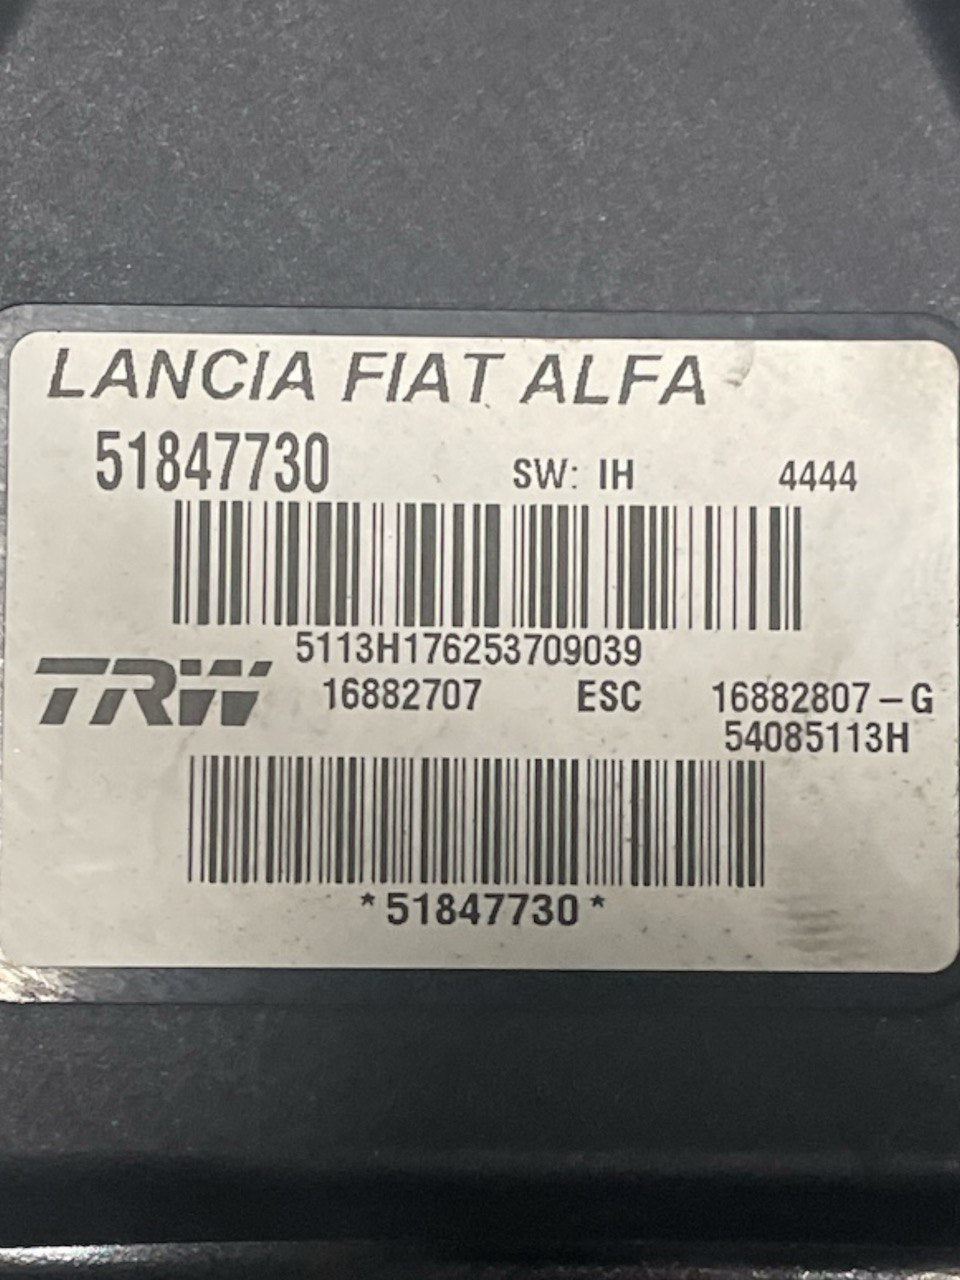 LANCIA FIAT ALFA
51847730 SW: IH 4444
5113H176253709039
TRW 16882707 ESC 16882807-G
54085113H
*51847730*